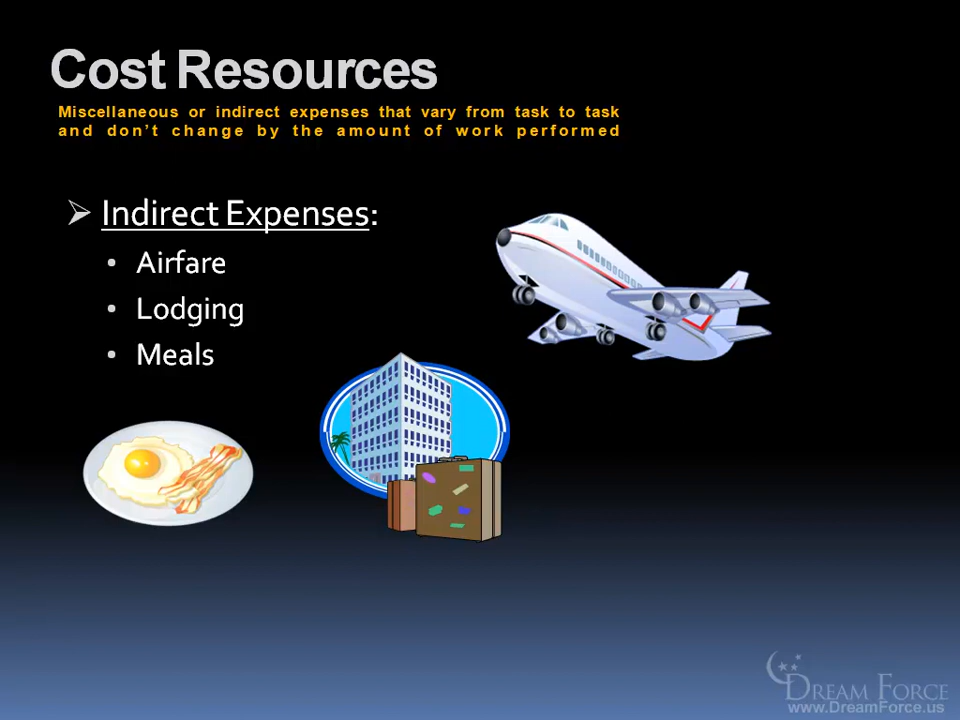 Cost Resources
Miscellaneous or indirect expenses that vary from task to task
and don't change by the amount of work performed
Indirect Expenses:
Airfare
Lodging
Meals
DREAM FORCE
www.DreamForce.us